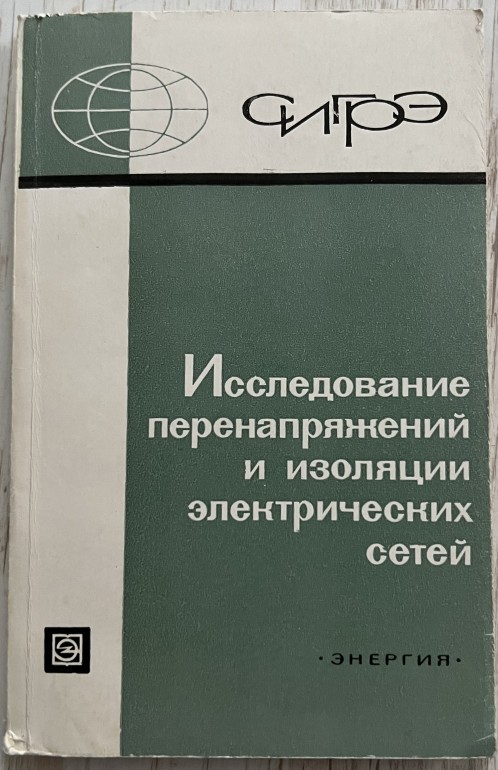 СИГРЭ
Исследование
перенапряжений
и изоляции
электрических
сетей
Э
• ЭНЕРГИЯ •